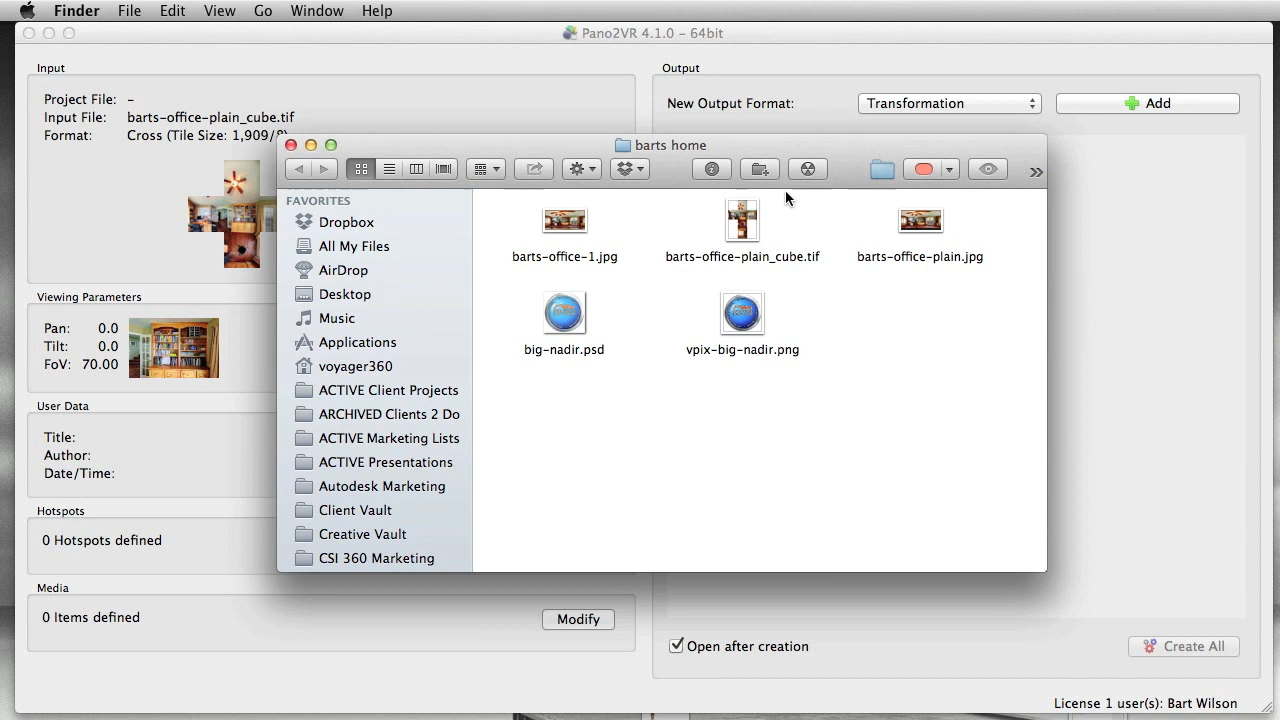 Finder File Edit View Go Window Help
Pano2VR 4.1.0 - 64bit
Input
Project File: -
Input File: barts-office-plain_cube.tif
Format: Cross (Tile Size: 1,909/8)
Output
New Output Format: Transformation Add
barts home
FAVORITES
Dropbox
All My Files
AirDrop
Desktop
Music
Applications
voyager360
ACTIVE Client Projects
ARCHIVED Clients 2 Do
ACTIVE Marketing Lists
ACTIVE Presentations
Autodesk Marketing
Client Vault
Creative Vault
CSI 360 Marketing
barts-office-1.jpg barts-office-plain_cube.tif barts-office-plain.jpg
big-nadir.psd vpix-big-nadir.png
Viewing Parameters
Pan: 0.0
Tilt: 0.0
FoV: 70.00
User Data
Title:
Author:
Date/Time:
Hotspots
0 Hotspots defined
Media
0 Items defined Modify
Open after creation Create All
License 1 user(s): Bart Wilson